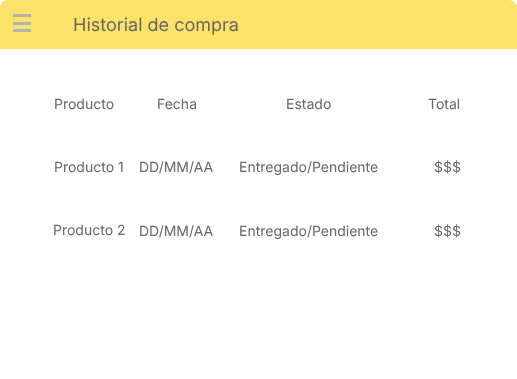 Historial de compra
Producto Fecha Estado Total
Producto 1 DD/MM/AA Entregado/Pendiente $$$
Producto 2 DD/MM/AA Entregado/Pendiente $$$